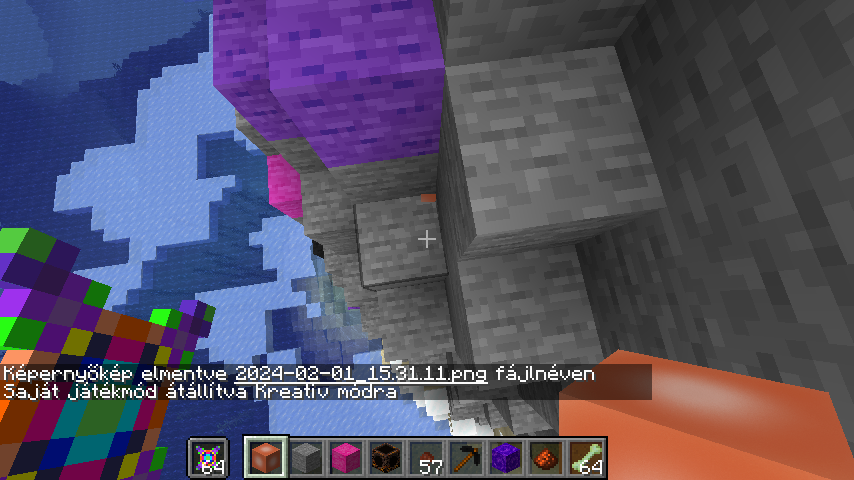 Képernyőkép elmentve 2024-02-01_15.31.11.png fájlnéven
Saját játékmód átállítva Kreatív módra
64 57 64